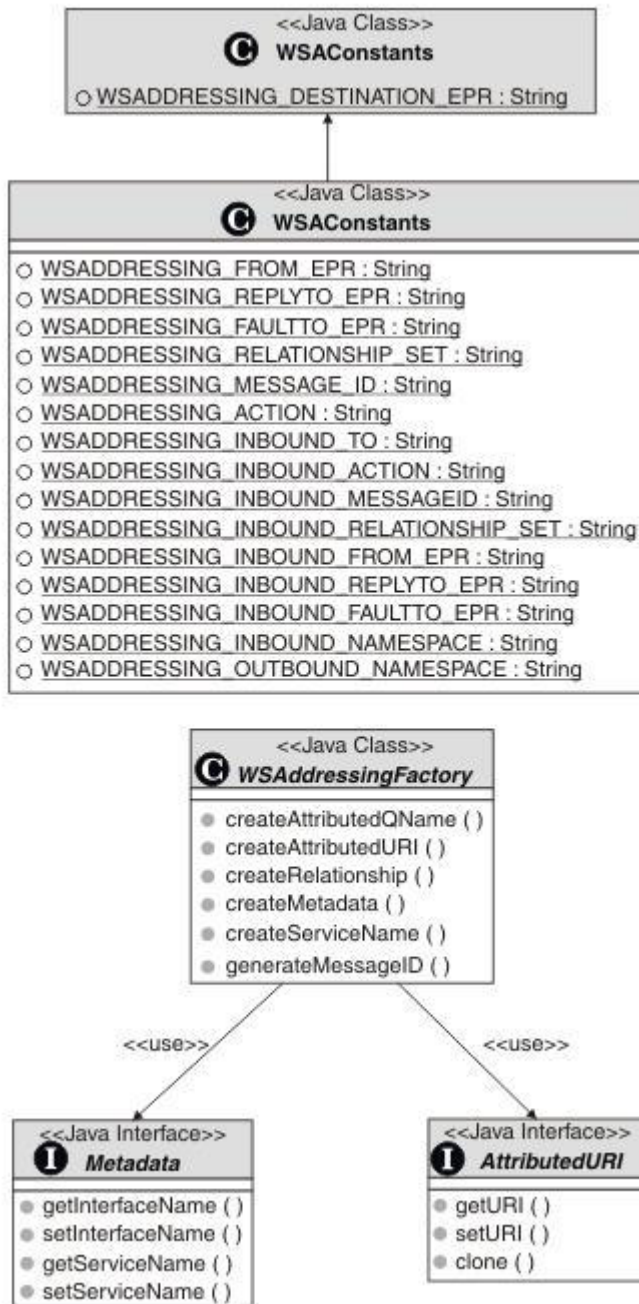 <<Java Class>>
C WSAConstants
WSADDRESSING_DESTINATION_EPR : String
<<Java Class>>
C WSAConstants
WSADDRESSING_FROM_EPR : String
WSADDRESSING_REPLYTO_EPR : String
WSADDRESSING_FAULTTO_EPR : String
WSADDRESSING_RELATIONSHIP_SET : String
WSADDRESSING_MESSAGE_ID : String
WSADDRESSING_ACTION : String
WSADDRESSING_INBOUND_TO : String
WSADDRESSING_INBOUND_ACTION : String
WSADDRESSING_INBOUND_MESSAGEID : String
WSADDRESSING_INBOUND_RELATIONSHIP_SET : String
WSADDRESSING_INBOUND_FROM_EPR : String
WSADDRESSING_INBOUND_REPLYTO_EPR : String
WSADDRESSING_INBOUND_FAULTTO_EPR : String
WSADDRESSING_INBOUND_NAMESPACE : String
WSADDRESSING_OUTBOUND_NAMESPACE : String
<<Java Class>>
C WSAddressingFactory
createAttributedQName ( )
createAttributedURI ( )
createRelationship ( )
createMetadata ( )
createServiceName ( )
generateMessageID ( )
<<use>> <<use>>
<<Java Interface>>
I Metadata
getInterfaceName ( )
setInterfaceName ( )
getServiceName ( )
setServiceName ( )
<<Java Interface>>
I AttributedURI
getURI ( )
setURI ( )
clone ( )